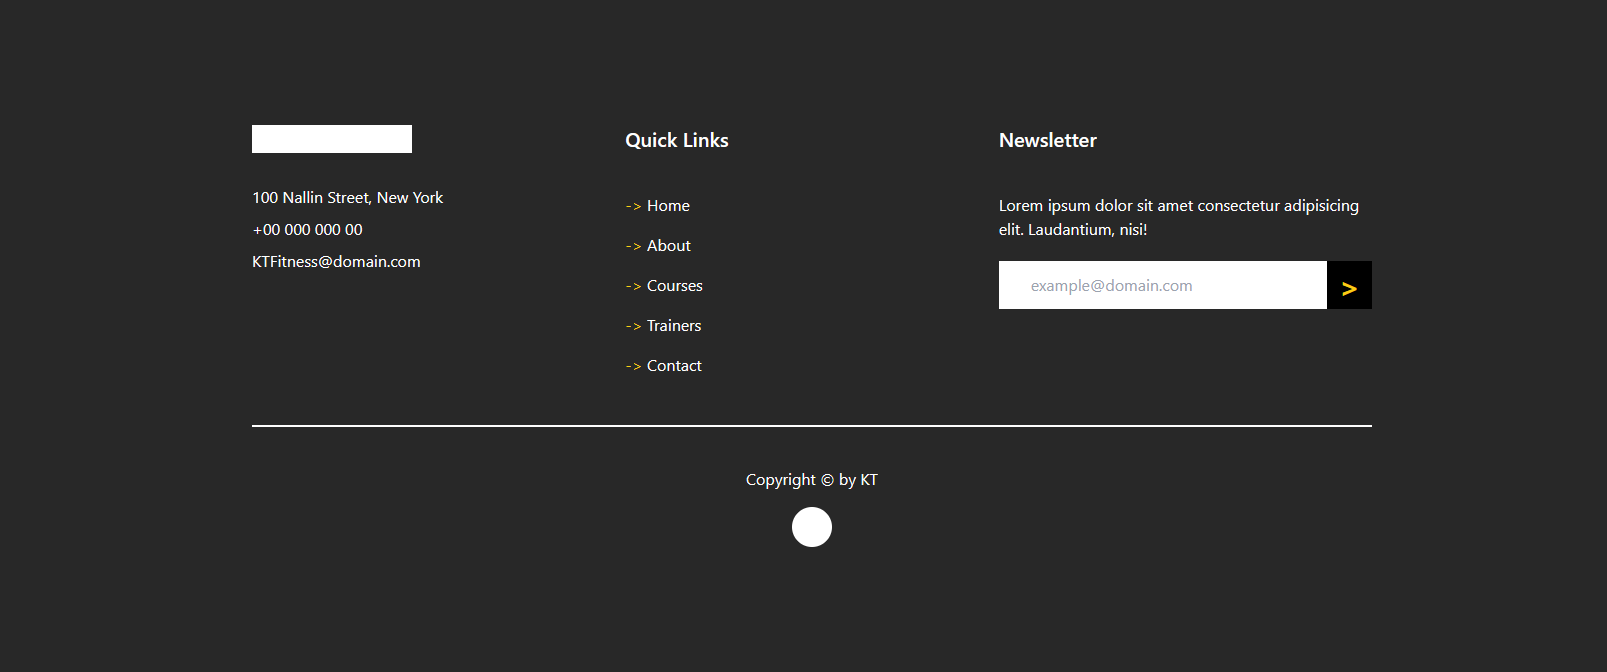 100 Nallin Street, New York
+00 000 000 00
KTFitness@domain.com
Quick Links
-> Home
-> About
-> Courses
-> Trainers
-> Contact
Newsletter
Lorem ipsum dolor sit amet consectetur adipisicing
elit. Laudantium, nisi!
example@domain.com
>
Copyright © by KT